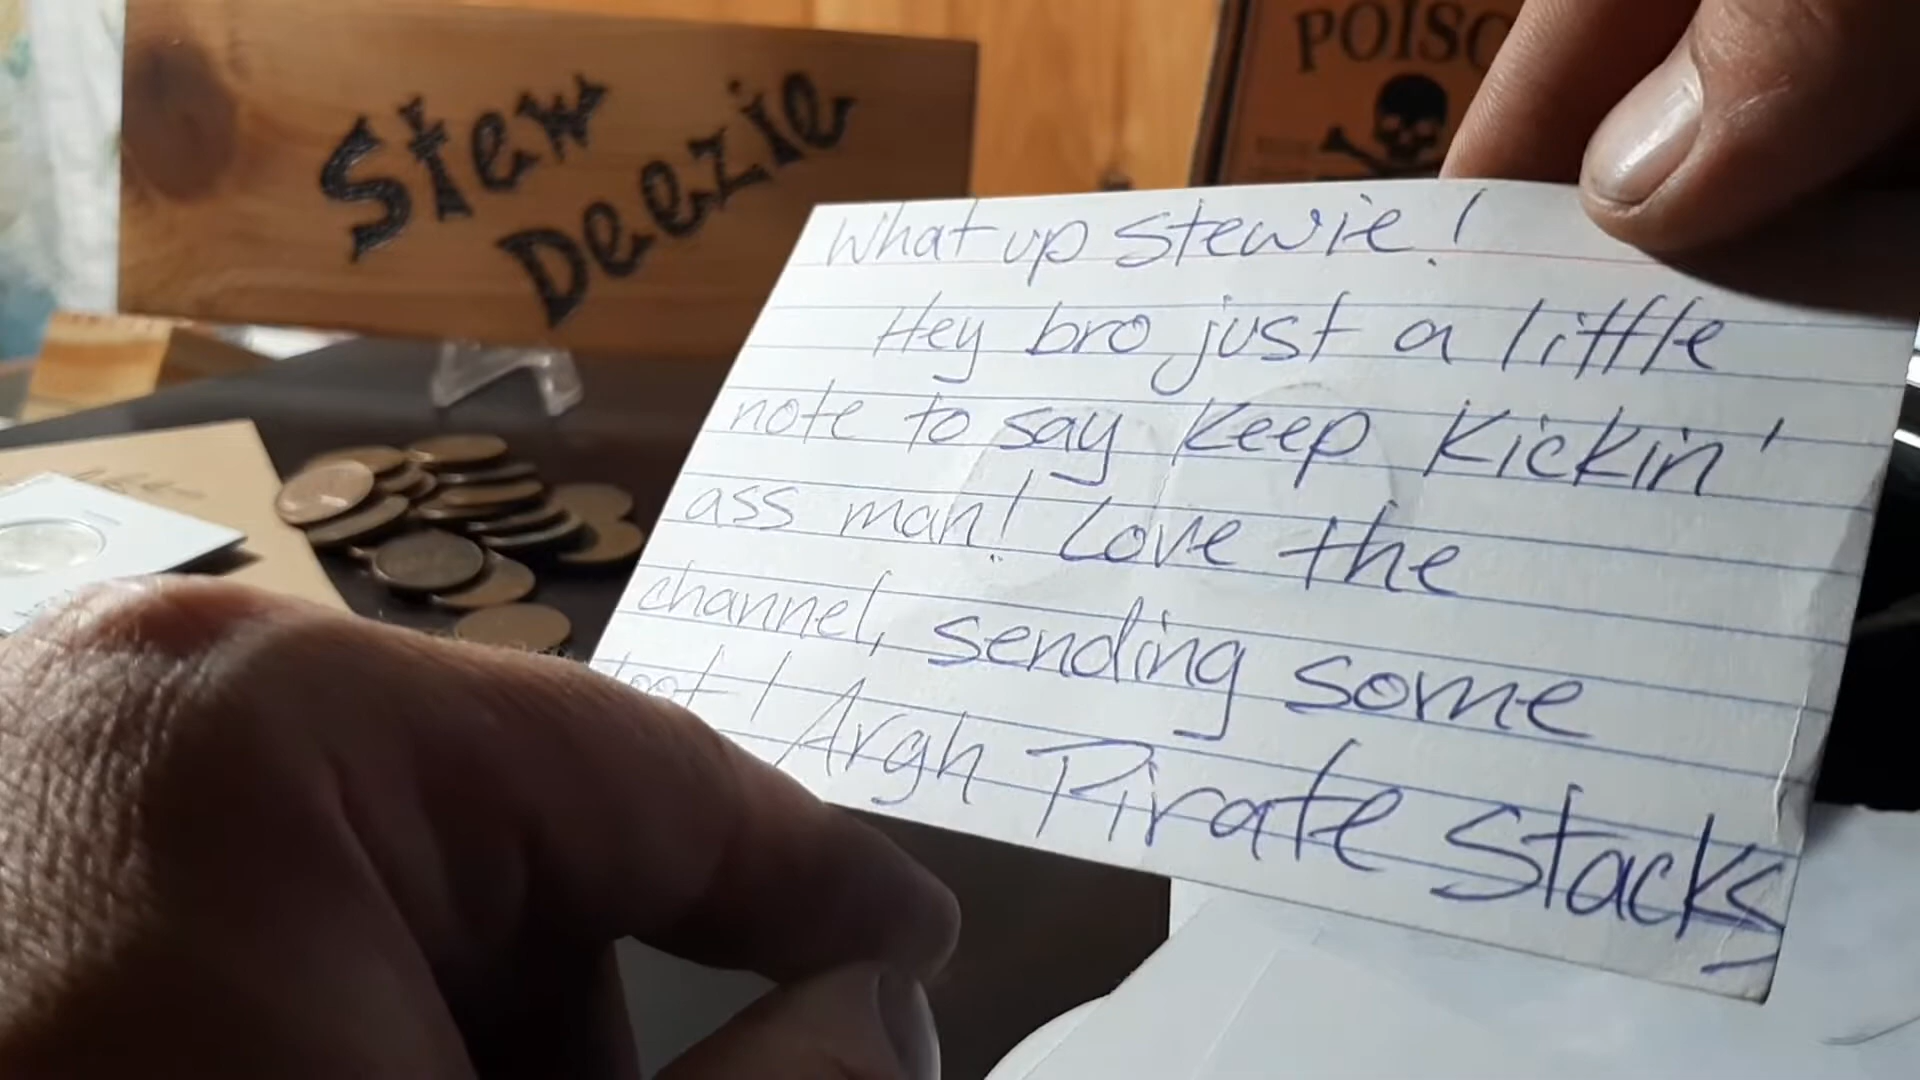 Stew
Deezie
POISO
What up Stewie!
Hey bro just a little
note to say keep kickin'
ass man! Love the
channel, sending some
loot! Argh Pirate Stacks